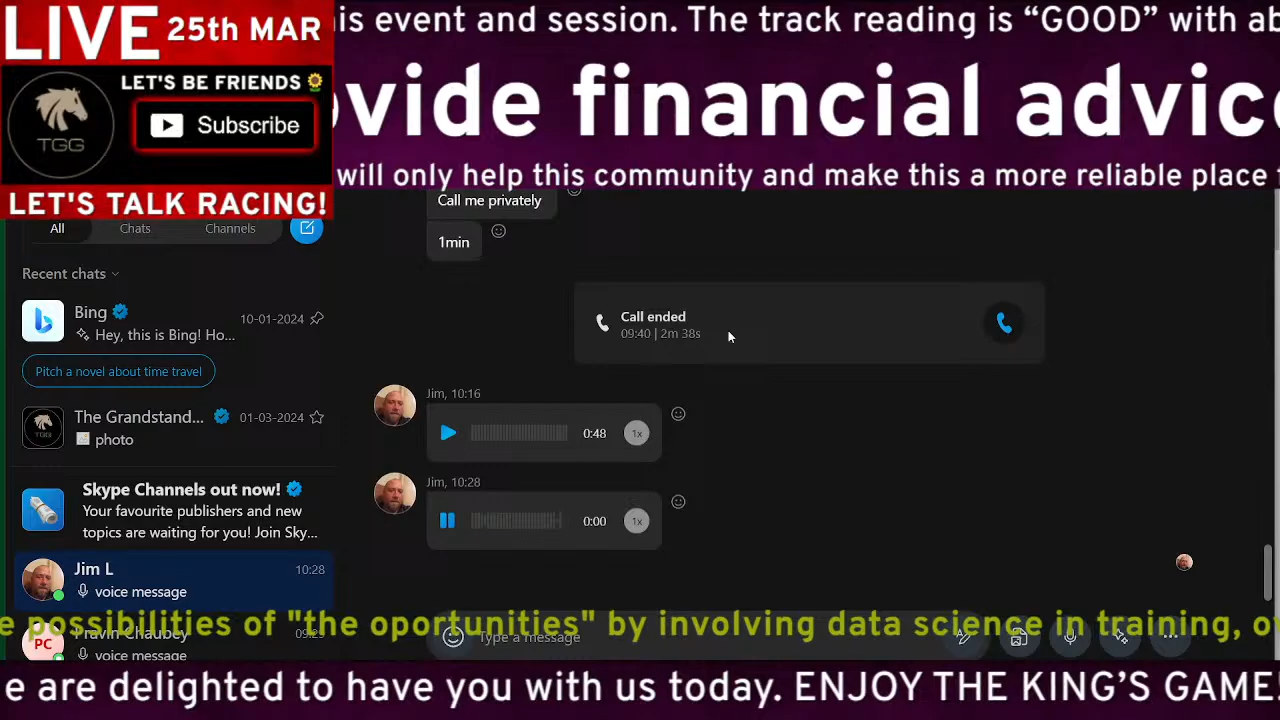 LIVE 25th MAR
is event and session. The track reading is “GOOD” with ab
LET'S BE FRIENDS
TGG
Subscribe
ovide financial advice
will only help this community and make this a more reliable place
LET'S TALK RACING!
Call me privately
All Chats Channels
1min
Recent chats
Bing
10-01-2024
Hey, this is Bing! Ho...
Call ended
09:40 | 2m 38s
Pitch a novel about time travel
Jim, 10:16
The Grandstand...
01-03-2024
photo
0:48
1x
Jim, 10:28
Skype Channels out now!
Your favourite publishers and new
topics are waiting for you! Join Sky...
0:00
1x
Jim L
10:28
voice message
e possibilities of "the oportunities" by involving data science in training, o
Pravin Chaubey
PC
Type a message
voice message
e are delighted to have you with us today. ENJOY THE KING'S GAME!